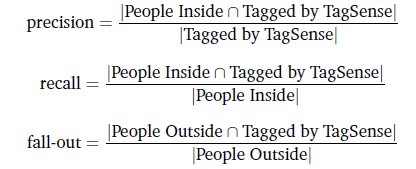 precision = |People Inside ∩ Tagged by TagSense|
|Tagged by TagSense|
recall = |People Inside ∩ Tagged by TagSense|
|People Inside|
fall-out = |People Outside ∩ Tagged by TagSense|
|People Outside|